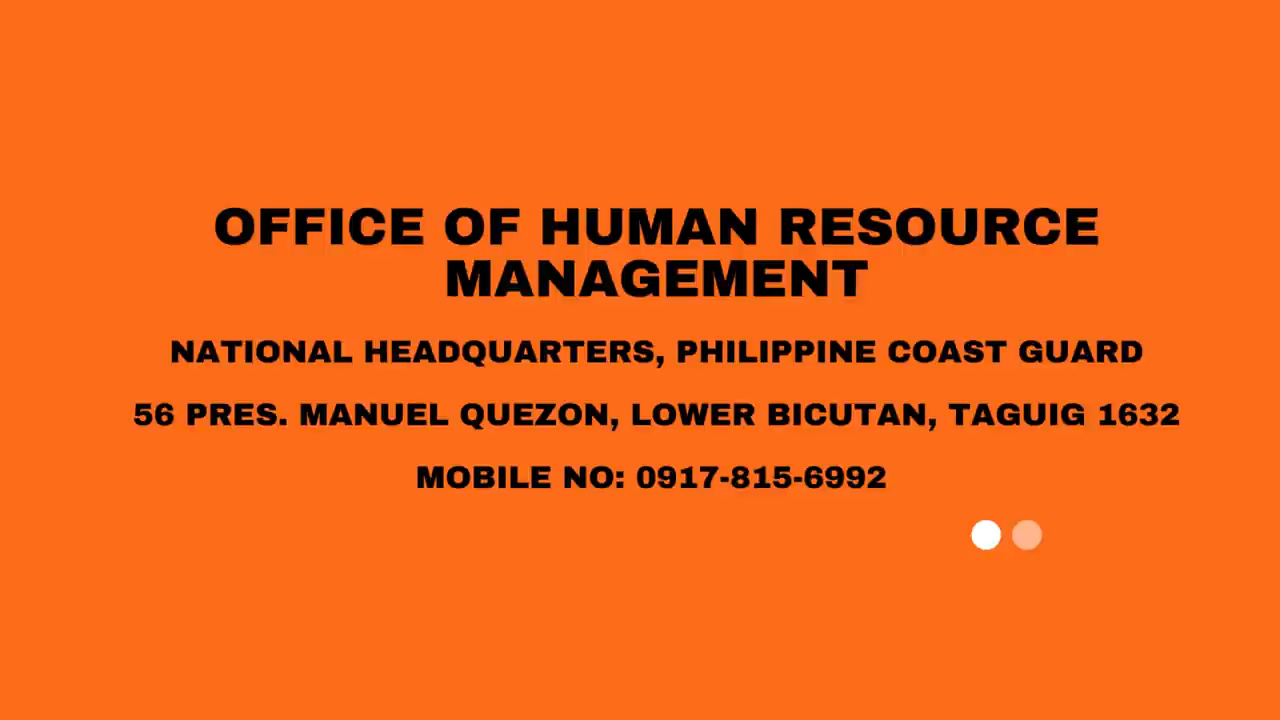 OFFICE OF HUMAN RESOURCE
MANAGEMENT
NATIONAL HEADQUARTERS, PHILIPPINE COAST GUARD
56 PRES. MANUEL QUEZON, LOWER BICUTAN, TAGUIG 1632
MOBILE NO: 0917-815-6992